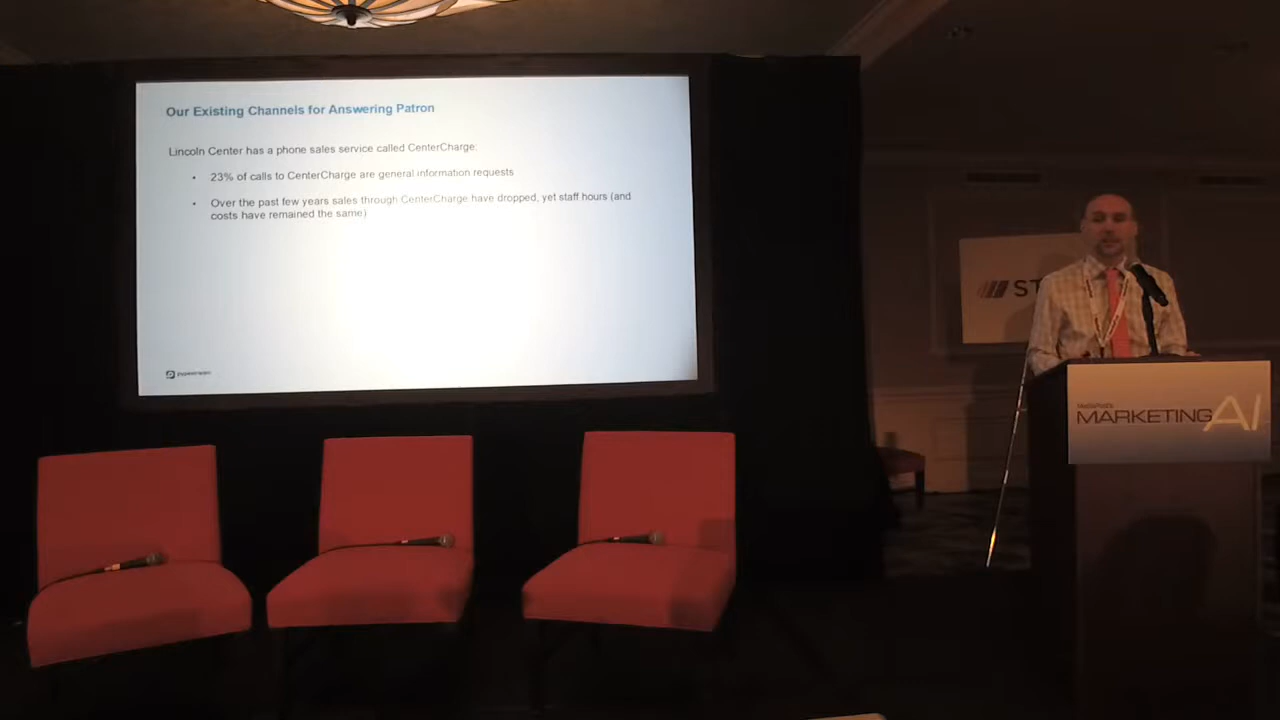 Our Existing Channels for Answering Patron
Lincoln Center has a phone sales service called CenterCharge:
• 23% of calls to CenterCharge are general information requests
• Over the past few years sales through CenterCharge have dropped, yet staff hours (and
costs have remained the same)
ST
MARKETING AI